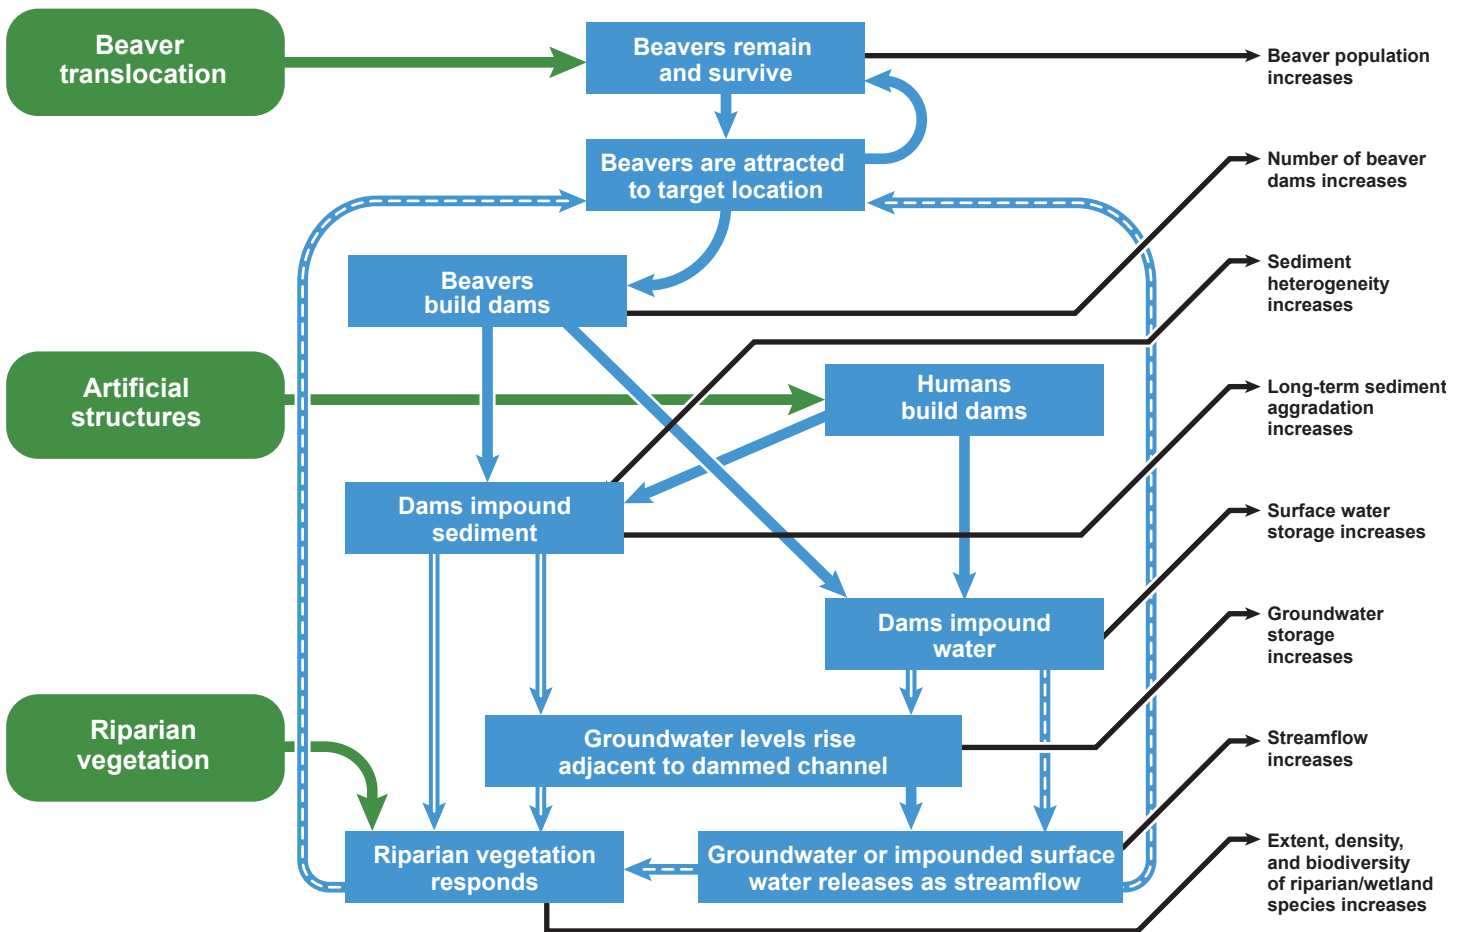 Beaver
translocation
Beavers remain
and survive
Beaver population
increases
Beavers are attracted
to target location
Number of beaver
dams increases
Beavers
build dams
Sediment
heterogeneity
increases
Artificial
structures
Humans
build dams
Long-term sediment
aggradation
increases
Dams impound
sediment
Surface water
storage increases
Dams impound
water
Groundwater
storage
increases
Riparian
vegetation
Groundwater levels rise
adjacent to dammed channel
Streamflow
increases
Riparian vegetation
responds
Groundwater or impounded surface
water releases as streamflow
Extent, density,
and biodiversity
of riparian/wetland
species increases